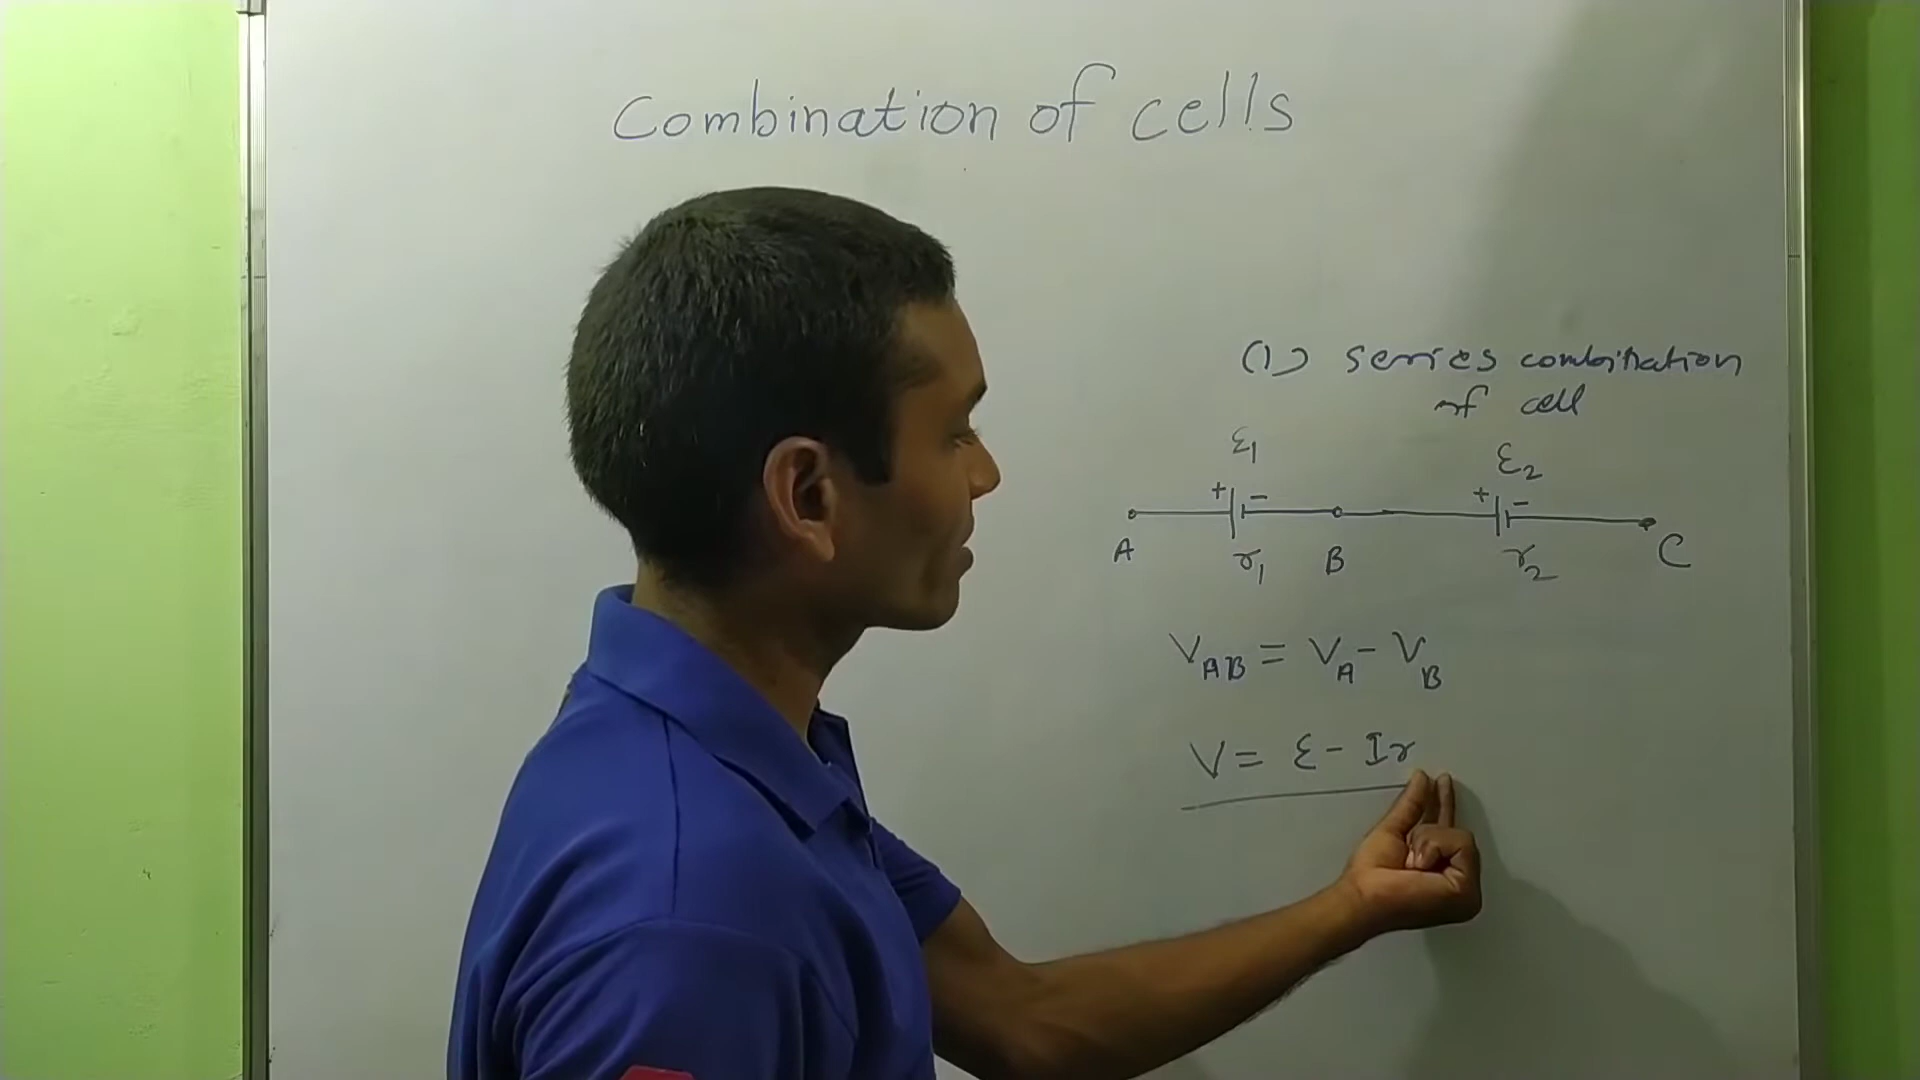 Combination of cells
(1) series combination
of cell
ε1 ε2
+ - + -
A r1 B r2 C
VAB = VA - VB
V = ε - Ir